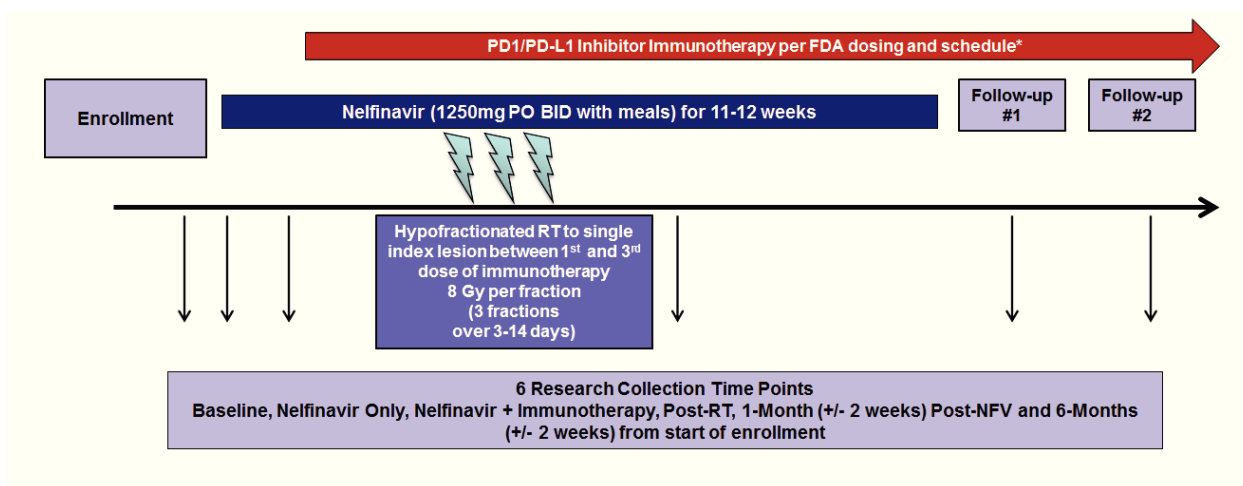 PD1/PD-L1 Inhibitor Immunotherapy per FDA dosing and schedule*
Enrollment
Nelfinavir (1250mg PO BID with meals) for 11-12 weeks
Follow-up
#1
Follow-up
#2
Hypofractionated RT to single
index lesion between 1st and 3rd
dose of immunotherapy
8 Gy per fraction
(3 fractions
over 3-14 days)
6 Research Collection Time Points
Baseline, Nelfinavir Only, Nelfinavir + Immunotherapy, Post-RT, 1-Month (+/- 2 weeks) Post-NFV and 6-Months
(+/- 2 weeks) from start of enrollment